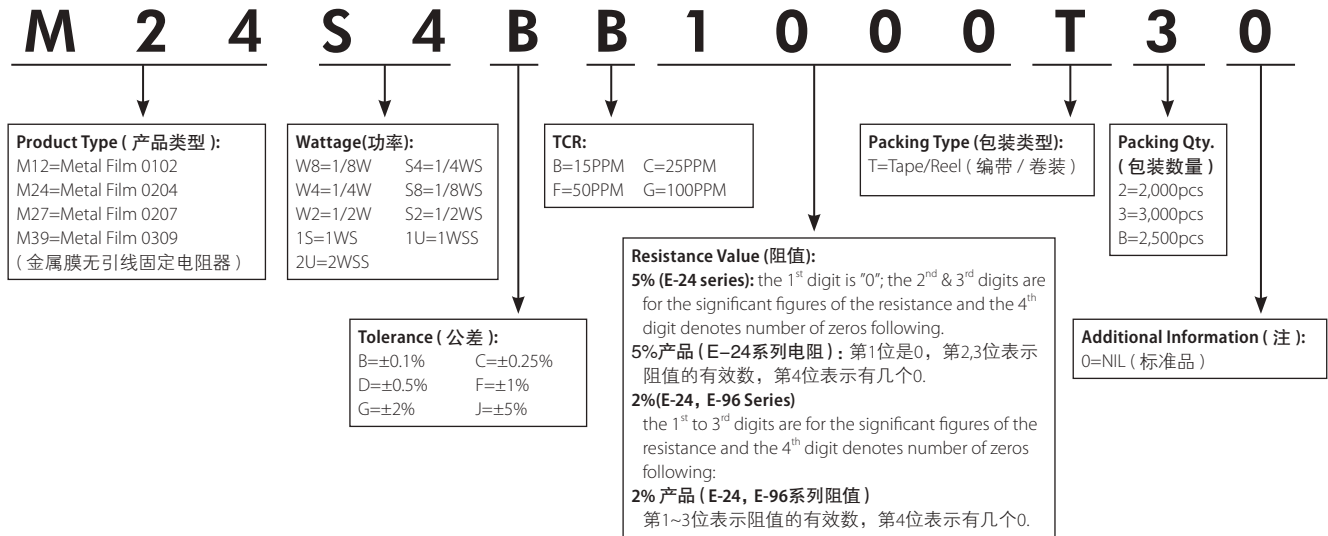 M 2 4 S 4 B B 1 0 0 0 T 3 0
Product Type ( 产品类型 ):
M12=Metal Film 0102
M24=Metal Film 0204
M27=Metal Film 0207
M39=Metal Film 0309
( 金属膜无引线固定电阻器 )
Wattage(功率):
W8=1/8W S4=1/4WS
W4=1/4W S8=1/8WS
W2=1/2W S2=1/2WS
1S=1WS 1U=1WSS
2U=2WSS
Tolerance ( 公差 ):
B=±0.1% C=±0.25%
D=±0.5% F=±1%
G=±2% J=±5%
TCR:
B=15PPM C=25PPM
F=50PPM G=100PPM
Resistance Value (阻值):
5% (E-24 series): the 1st digit is "0"; the 2nd & 3rd digits are
for the significant figures of the resistance and the 4th
digit denotes number of zeros following.
5%产品 ( E–24系列电阻 ) : 第1位是0，第2,3位表示
阻值的有效数，第4位表示有几个0.
2%(E-24, E-96 Series)
the 1st to 3rd digits are for the significant figures of the
resistance and the 4th digit denotes number of zeros
following:
2% 产品 ( E-24, E-96系列阻值 )
第1~3位表示阻值的有效数，第4位表示有几个0.
Packing Type (包装类型):
T=Tape/Reel ( 编带 / 卷装 )
Packing Qty.
( 包装数量 )
2=2,000pcs
3=3,000pcs
B=2,500pcs
Additional Information ( 注 ):
0=NIL ( 标准品 )